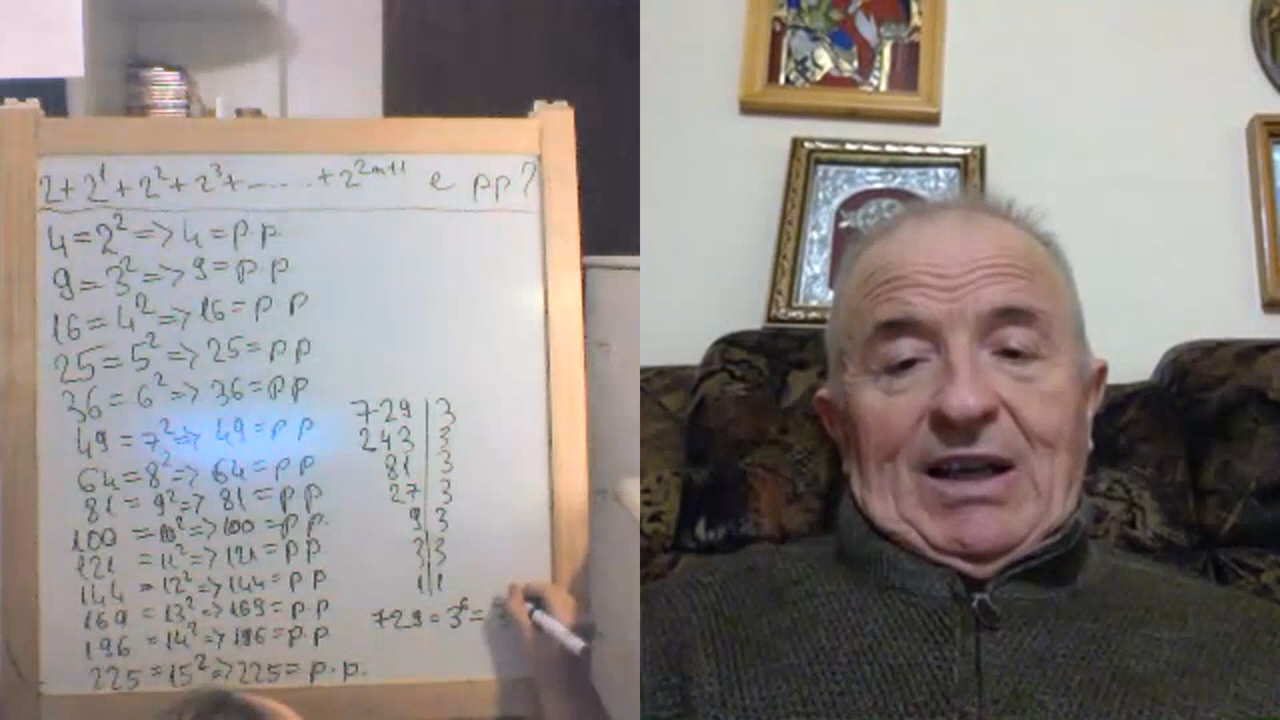 2+2¹+2²+2³+......+2²ⁿ⁺¹ e pp?
4=2²=>4=p.p.
9=3²=>9=p p
16=4²=>16=p p
25=5²=>25=p p
36=6²=>36=p p
49=7²=>49=p p
64=8²=>64=p p
81=9²=>81=p p
100=10²=>100=p p.
121=11²=>121=p p
144=12²=>144=p p
169=13²=>169=p.p
196=14²=>196=p.p
225=15²=>225=p.p.
729|3
243|3
81|3
27|3
9|3
3|3
1|1
729=3⁶=